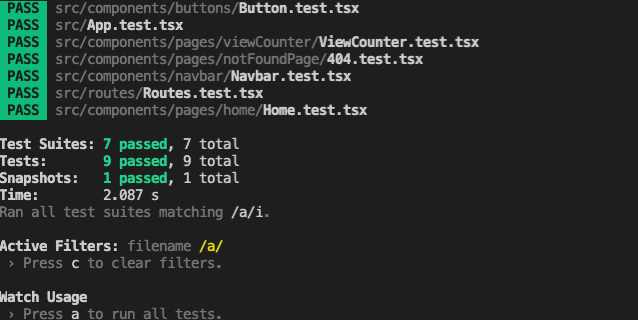 PASS src/components/buttons/Button.test.tsx
PASS src/App.test.tsx
PASS src/components/pages/viewCounter/ViewCounter.test.tsx
PASS src/components/pages/notFoundPage/404.test.tsx
PASS src/components/navbar/Navbar.test.tsx
PASS src/routes/Routes.test.tsx
PASS src/components/pages/home/Home.test.tsx
Test Suites: 7 passed, 7 total
Tests: 9 passed, 9 total
Snapshots: 1 passed, 1 total
Time: 2.087 s
Ran all test suites matching /a/i.
Active Filters: filename /a/
› Press c to clear filters.
Watch Usage
› Press a to run all tests.